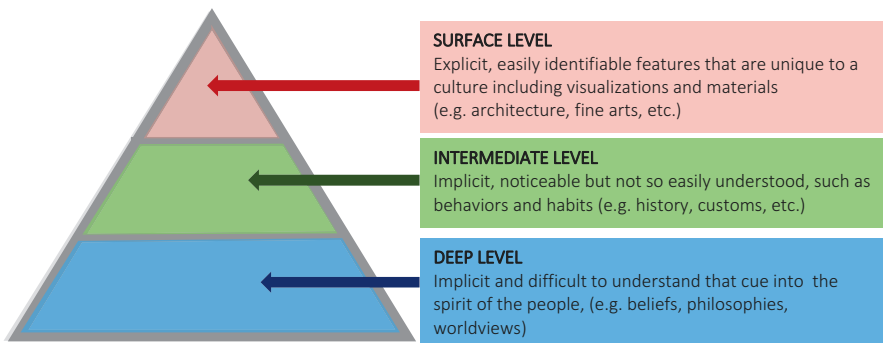 SURFACE LEVEL
Explicit, easily identifiable features that are unique to a
culture including visualizations and materials
(e.g. architecture, fine arts, etc.)
INTERMEDIATE LEVEL
Implicit, noticeable but not so easily understood, such as
behaviors and habits (e.g. history, customs, etc.)
DEEP LEVEL
Implicit and difficult to understand that cue into the
spirit of the people, (e.g. beliefs, philosophies,
worldviews)